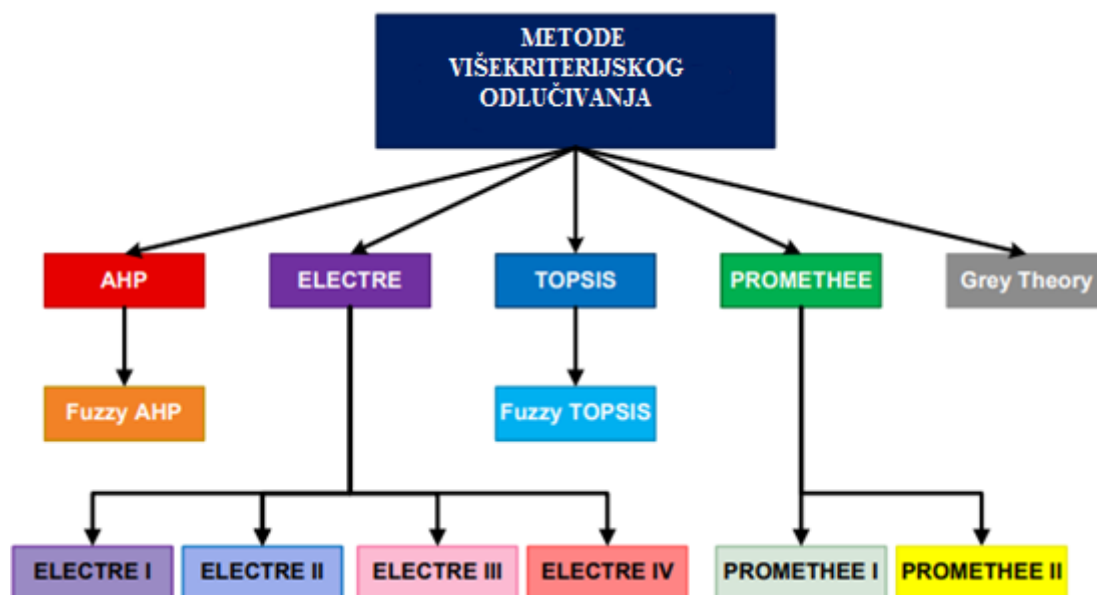 METODE
VIŠEKRITERIJSKOG
ODLUČIVANJA
AHP
ELECTRE
TOPSIS
PROMETHEE
Grey Theory
Fuzzy AHP
Fuzzy TOPSIS
ELECTRE I
ELECTRE II
ELECTRE III
ELECTRE IV
PROMETHEE I
PROMETHEE II